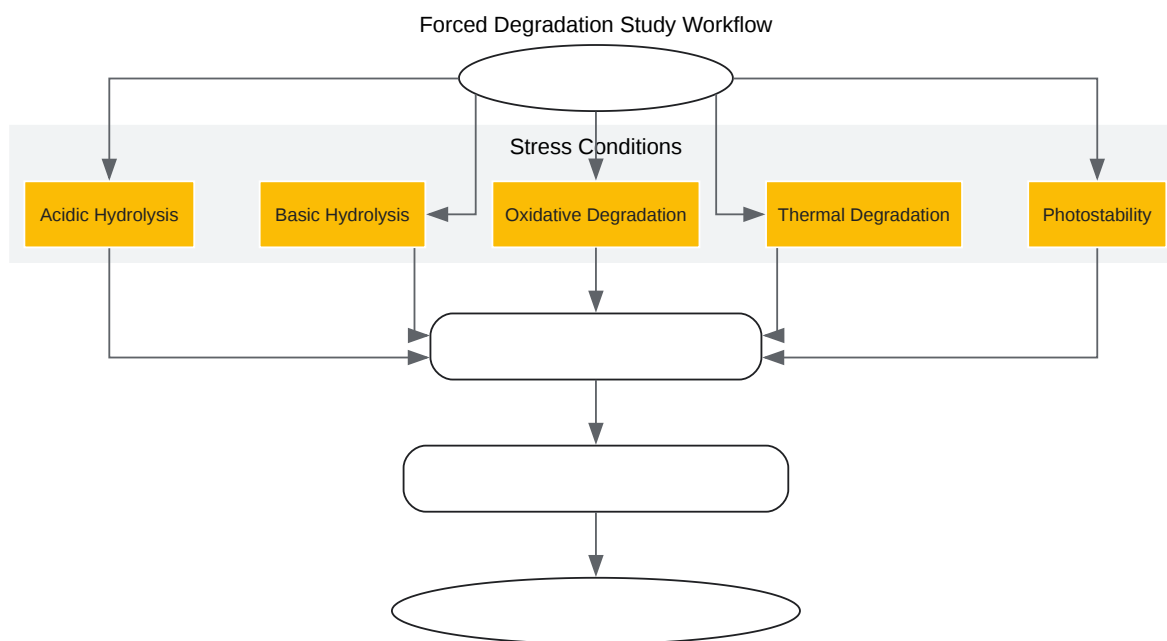 Forced Degradation Study Workflow
Stress Conditions
Acidic Hydrolysis
Basic Hydrolysis
Oxidative Degradation
Thermal Degradation
Photostability